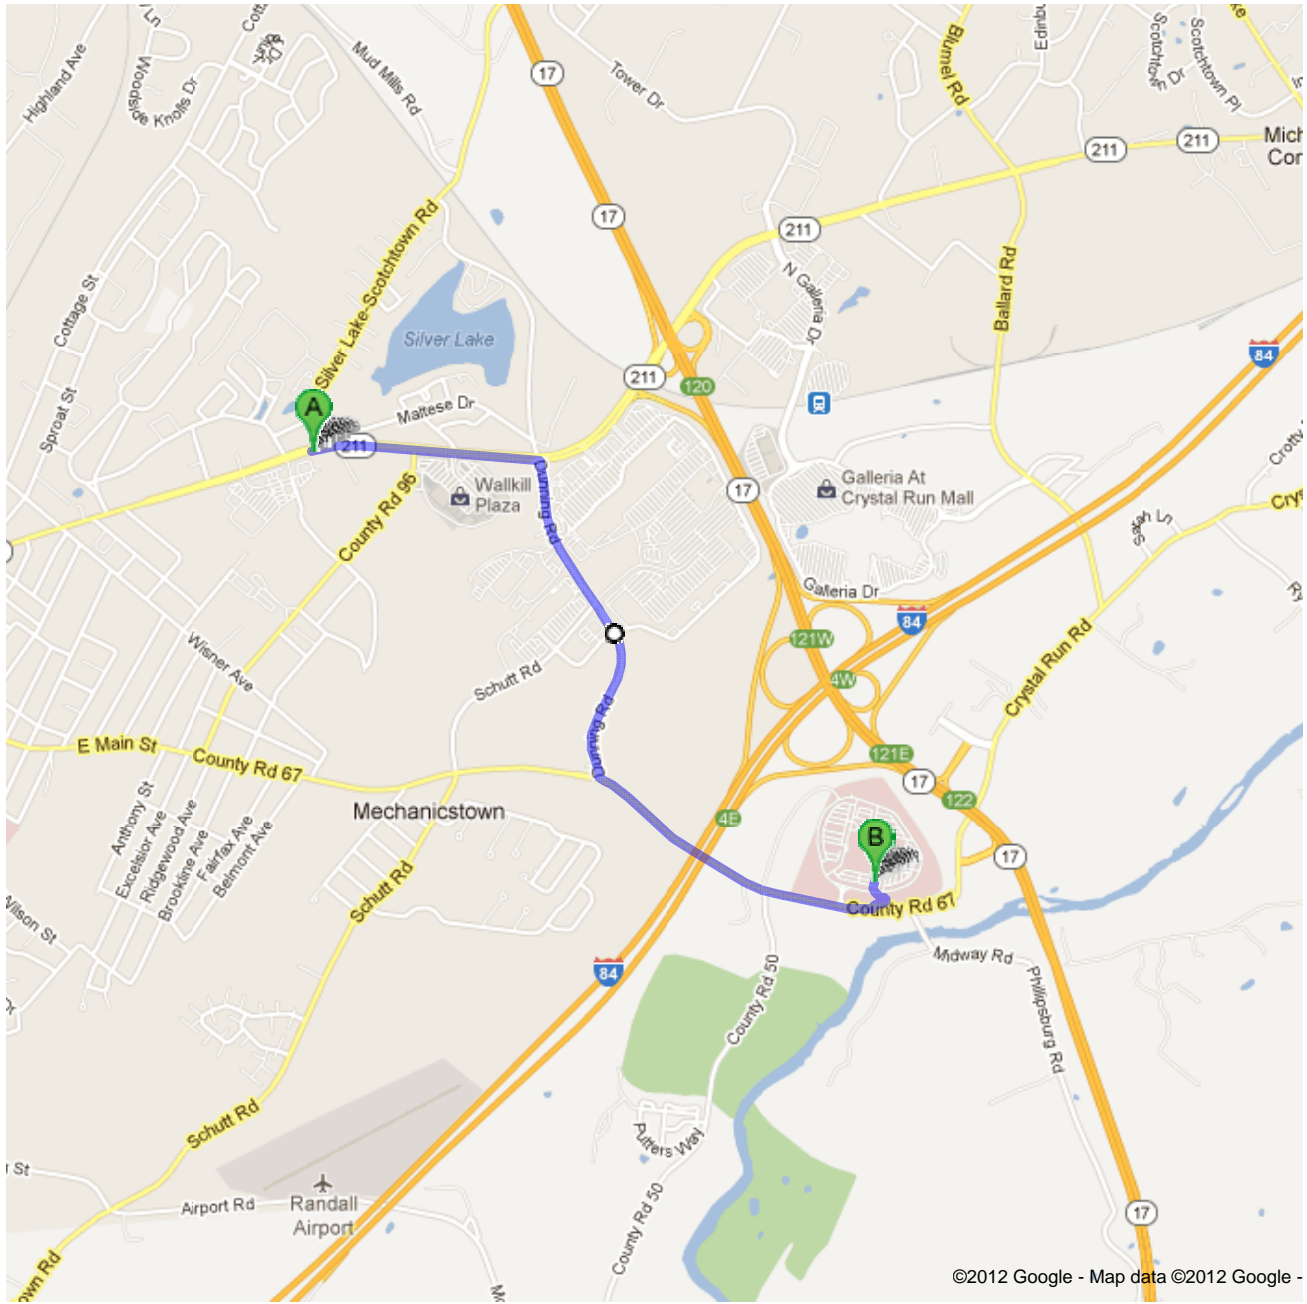 Highland Ave
Woodside Knolls Dr
Mud Mills Rd
17
Tower Dr
Blumel Rd
Scotchtown Dr
Scotchtown Pl
211
211
17
211
Silver Lake-Scotchtown Rd
N Galleria Dr
Ballard Rd
Cottage St
Silver Lake
84
211
120
Sproat St
A
Maltese Dr
211
Wallkill
Plaza
Dunning Rd
17
Galleria At
Crystal Run Mall
County Rd 96
Galleria Dr
84
121W
Wisner Ave
Schutt Rd
4W
Crystal Run Rd
Dunning Rd
E Main St
County Rd 67
121E
17
122
Mechanicstown
4E
B
17
Anthony St
Excelsior Ave
Ridgewood Ave
Brookline Ave
Fairfax Ave
Belmont Ave
Schutt Rd
County Rd 67
Wilson St
84
Midway Rd
County Rd 50
Phillipsburg Rd
Schutt Rd
Putters Way
Airport Rd
Randall
Airport
County Rd 50
17
©2012 Google - Map data ©2012 Google -